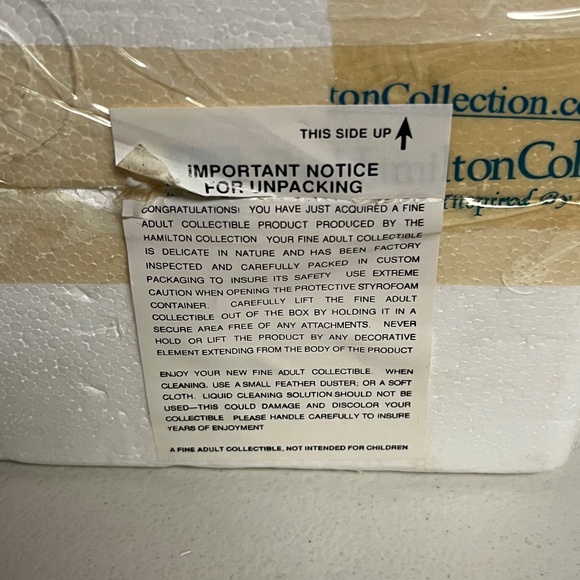 tonCollection.c
THIS SIDE UP
IMPORTANT NOTICE
FOR UNPACKING
miltonCol
Inspired By
CONGRATULATIONS! YOU HAVE JUST ACQUIRED A FINE
ADULT COLLECTIBLE PRODUCT PRODUCED BY THE
HAMILTON COLLECTION YOUR FINE ADULT COLLECTIBLE
IS DELICATE IN NATURE AND HAS BEEN FACTORY
INSPECTED AND CAREFULLY PACKED IN CUSTOM
PACKAGING TO INSURE ITS SAFETY USE EXTREME
CAUTION WHEN OPENING THE PROTECTIVE STYROFOAM
CONTAINER. CAREFULLY LIFT THE FINE ADULT
COLLECTIBLE OUT OF THE BOX BY HOLDING IT IN A
SECURE AREA FREE OF ANY ATTACHMENTS. NEVER
HOLD OR LIFT THE PRODUCT BY ANY DECORATIVE
ELEMENT EXTENDING FROM THE BODY OF THE PRODUCT
ENJOY YOUR NEW FINE ADULT COLLECTIBLE. WHEN
CLEANING. USE A SMALL FEATHER DUSTER; OR A SOFT
CLOTH. LIQUID CLEANING SOLUTION SHOULD NOT BE
USED—THIS COULD DAMAGE AND DISCOLOR YOUR
COLLECTIBLE PLEASE HANDLE CAREFULLY TO INSURE
YEARS OF ENJOYMENT
A FINE ADULT COLLECTIBLE, NOT INTENDED FOR CHILDREN